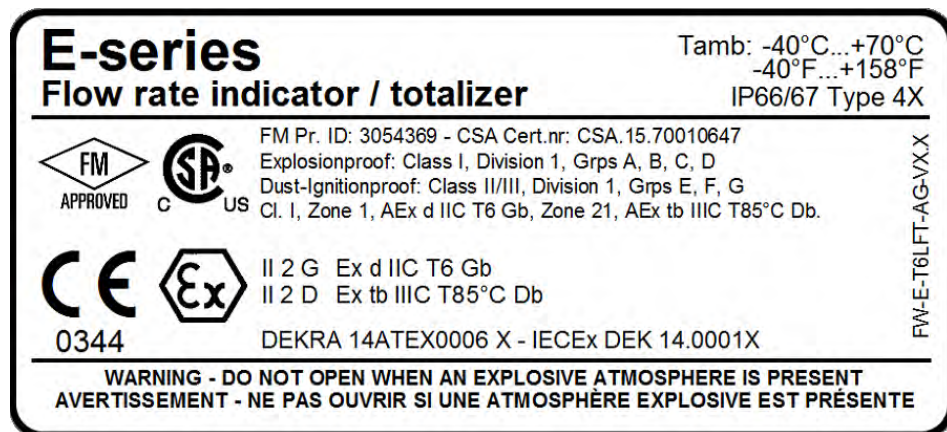 E-series
Flow rate indicator / totalizer
Tamb: -40°C...+70°C
-40°F...+158°F
IP66/67 Type 4X
FM
APPROVED
SA
C US
FM Pr. ID: 3054369 - CSA Cert.nr: CSA.15.70010647
Explosionproof: Class I, Division 1, Grps A, B, C, D
Dust-Ignitionproof: Class II/III, Division 1, Grps E, F, G
Cl. I, Zone 1, AEx d IIC T6 Gb, Zone 21, AEx tb IIIC T85°C Db.
FW-E-T6LFT-AG-VX.X
CE
0344
Ex
II 2 G Ex d IIC T6 Gb
II 2 D Ex tb IIIC T85°C Db
DEKRA 14ATEX0006 X - IECEx DEK 14.0001X
WARNING - DO NOT OPEN WHEN AN EXPLOSIVE ATMOSPHERE IS PRESENT
AVERTISSEMENT - NE PAS OUVRIR SI UNE ATMOSPHÈRE EXPLOSIVE EST PRÉSENTE